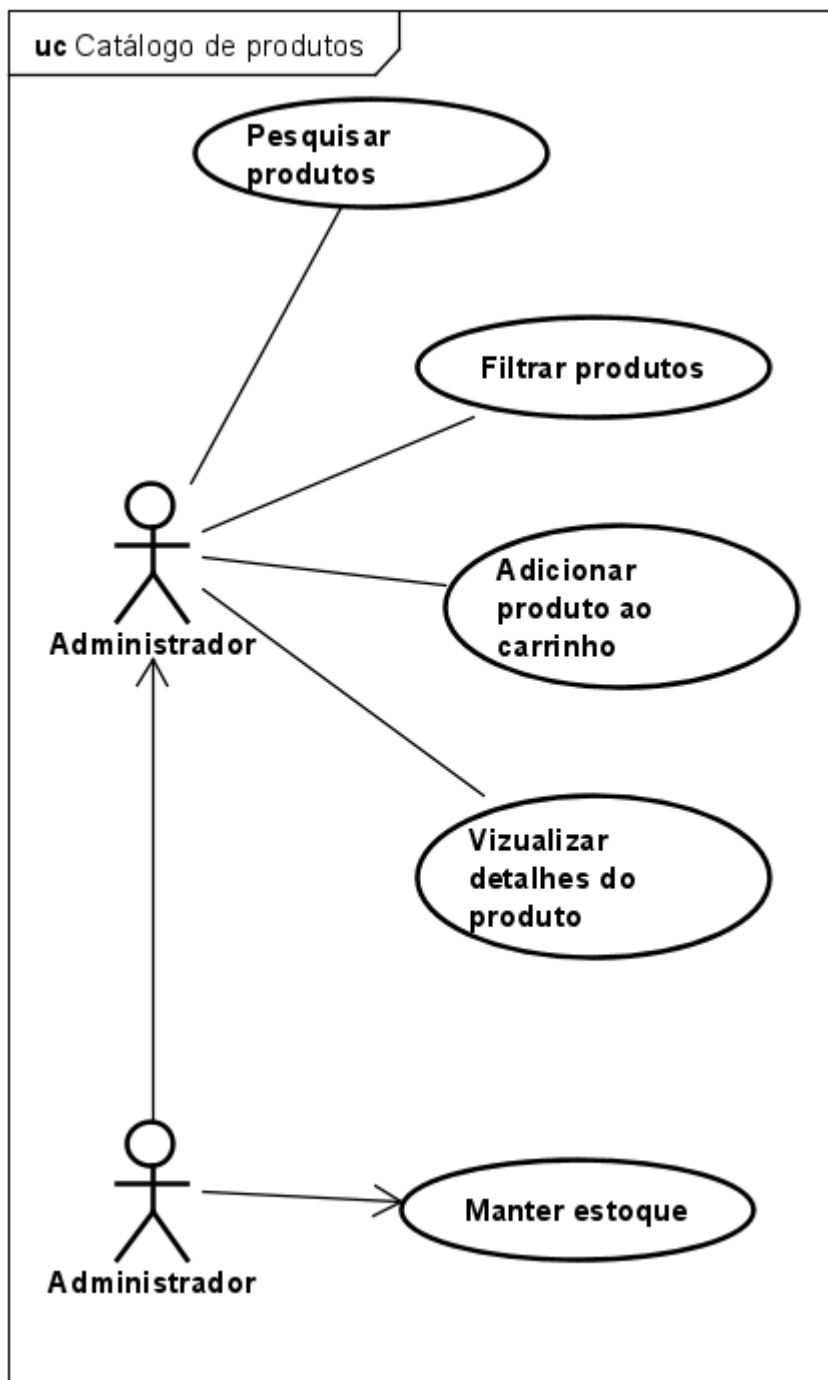 uc Catálogo de produtos
Pesquisar
produtos
Filtrar produtos
Adicionar
produto ao
carrinho
Administrador
Vizualizar
detalhes do
produto
Manter estoque
Administrador